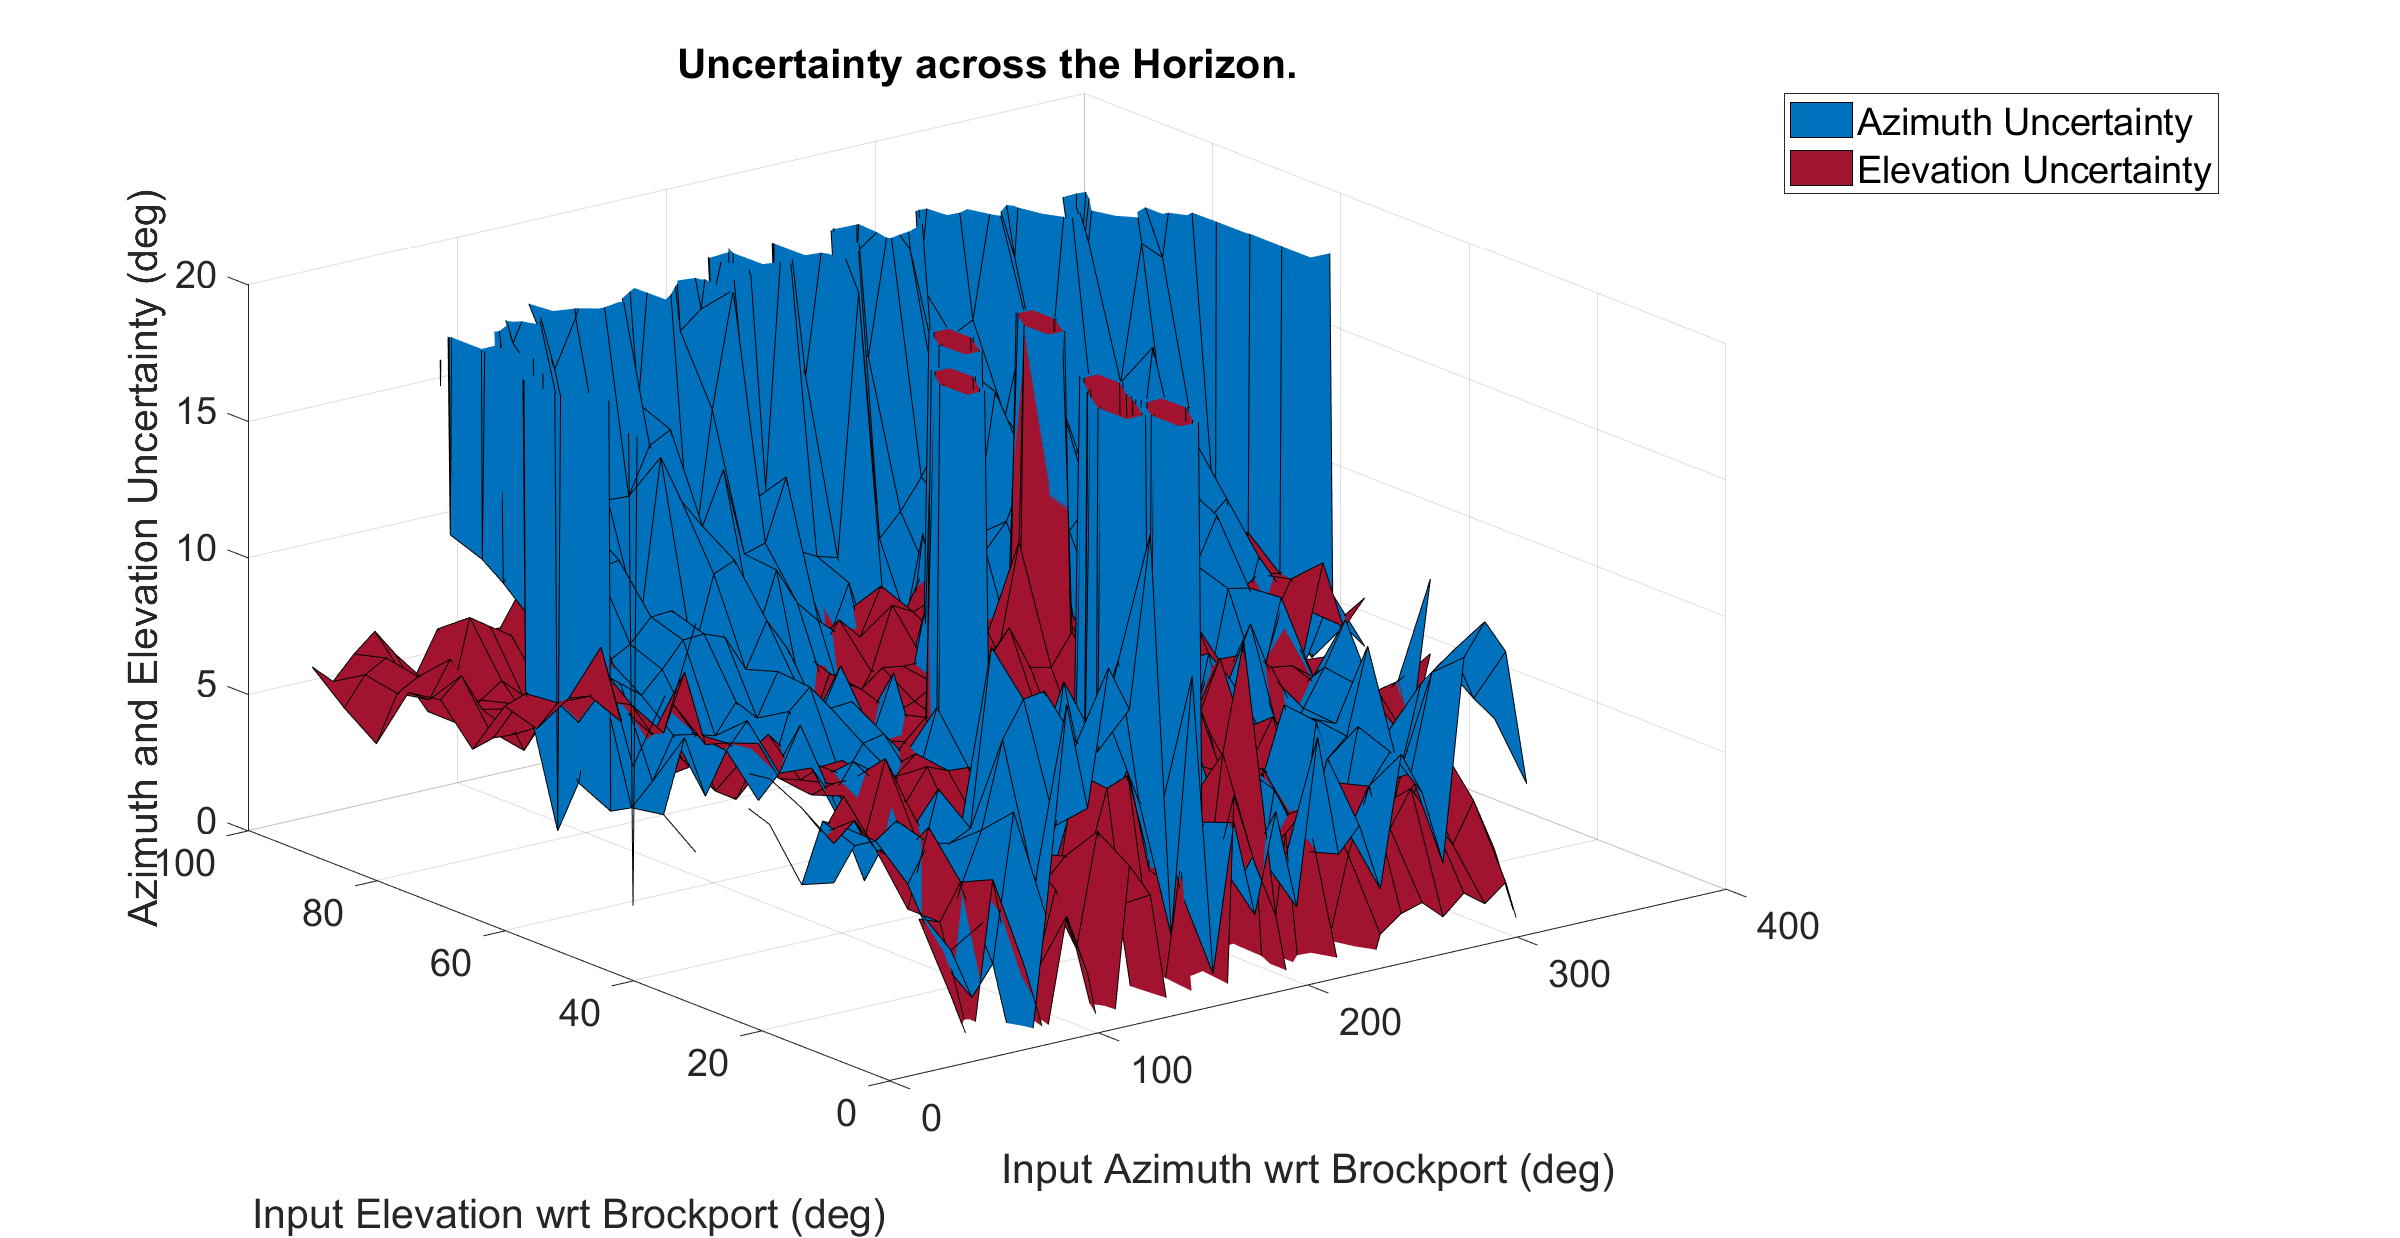 Uncertainty across the Horizon.
Azimuth Uncertainty
Elevation Uncertainty
Azimuth and Elevation Uncertainty (deg)
20
15
10
5
0
100
80
60
40
20
0
0
100
200
300
400
Input Azimuth wrt Brockport (deg)
Input Elevation wrt Brockport (deg)